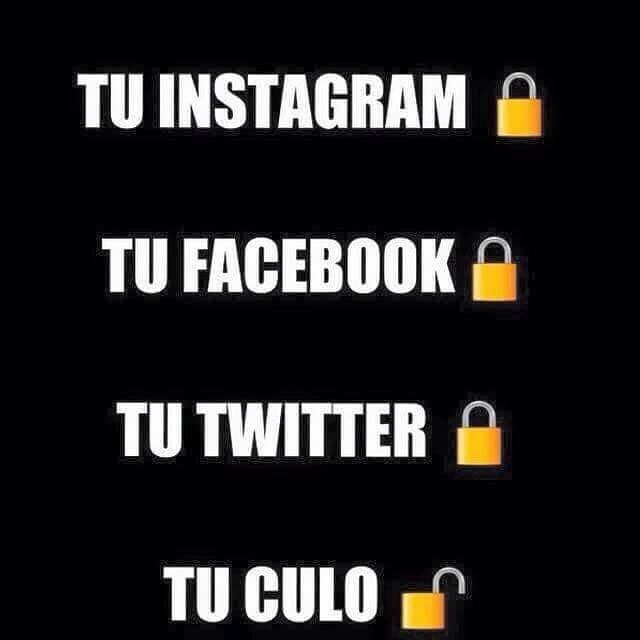 TU INSTAGRAM 🔒
TU FACEBOOK 🔒
TU TWITTER 🔒
TU CULO 🔓